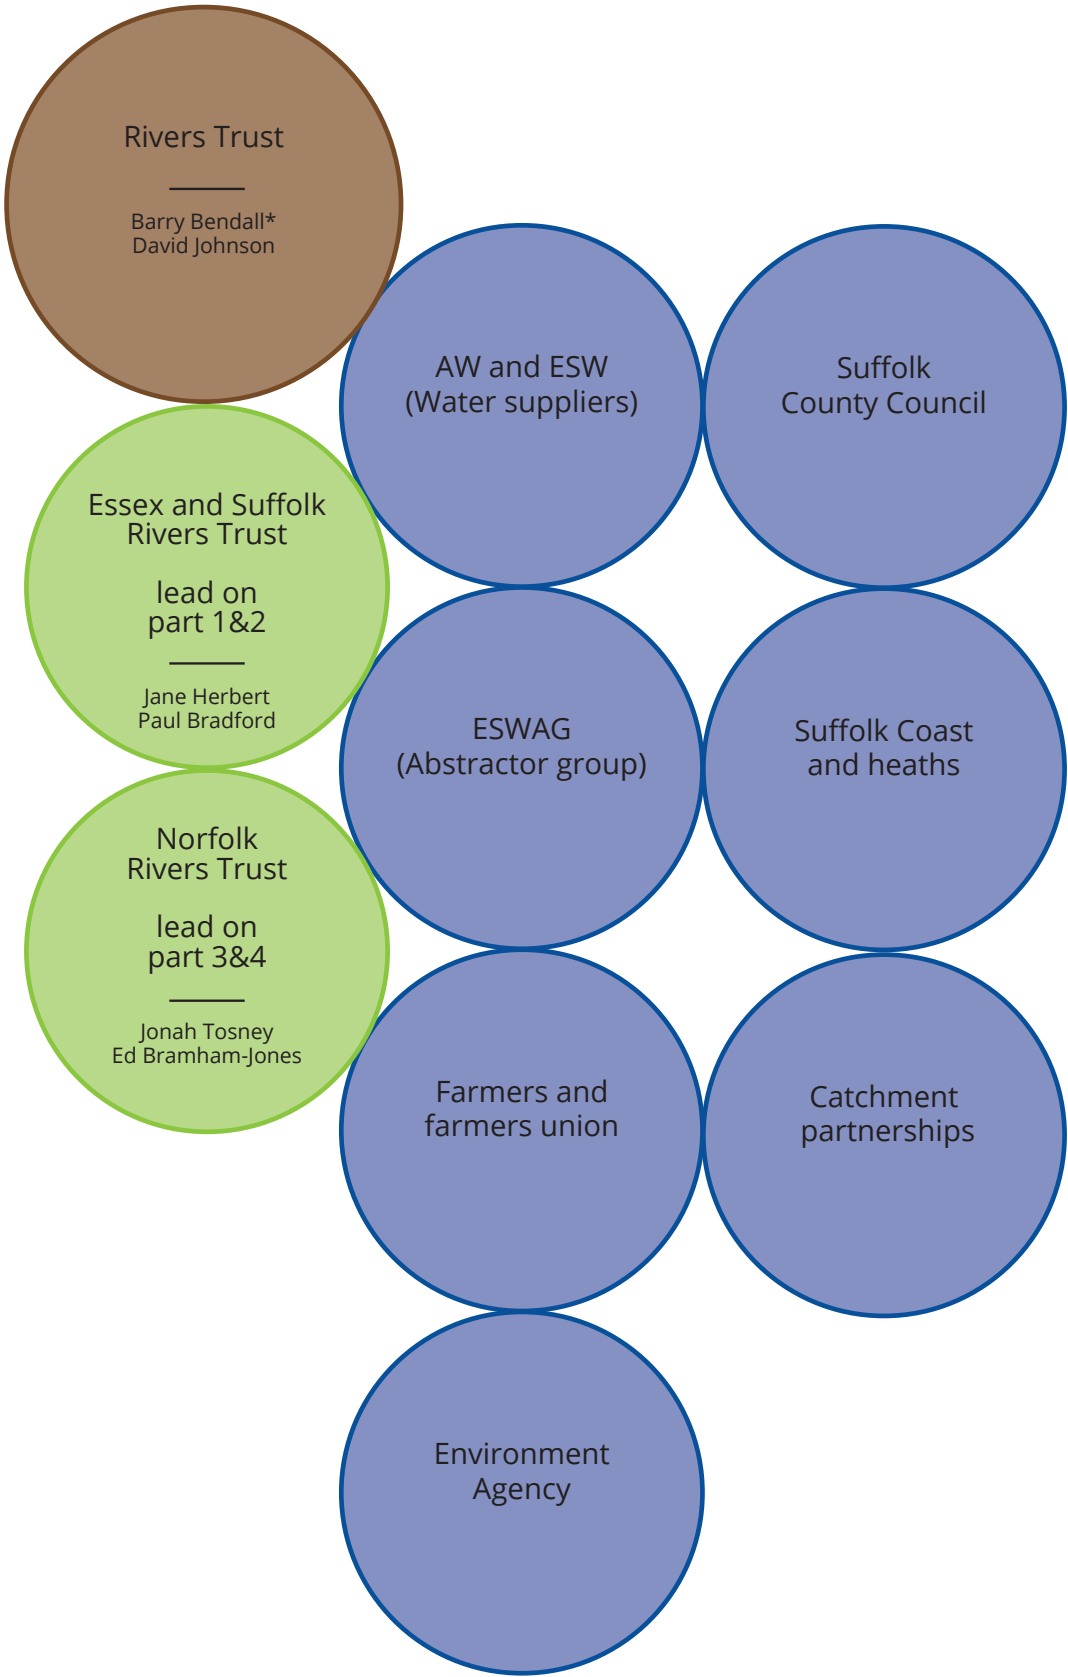 Rivers Trust
Barry Bendall*
David Johnson
Essex and Suffolk
Rivers Trust
lead on
part 1&2
Jane Herbert
Paul Bradford
Norfolk
Rivers Trust
lead on
part 3&4
Jonah Tosney
Ed Bramham-Jones
AW and ESW
(Water suppliers)
ESWAG
(Abstractor group)
Farmers and
farmers union
Environment
Agency
Suffolk
County Council
Suffolk Coast
and heaths
Catchment
partnerships